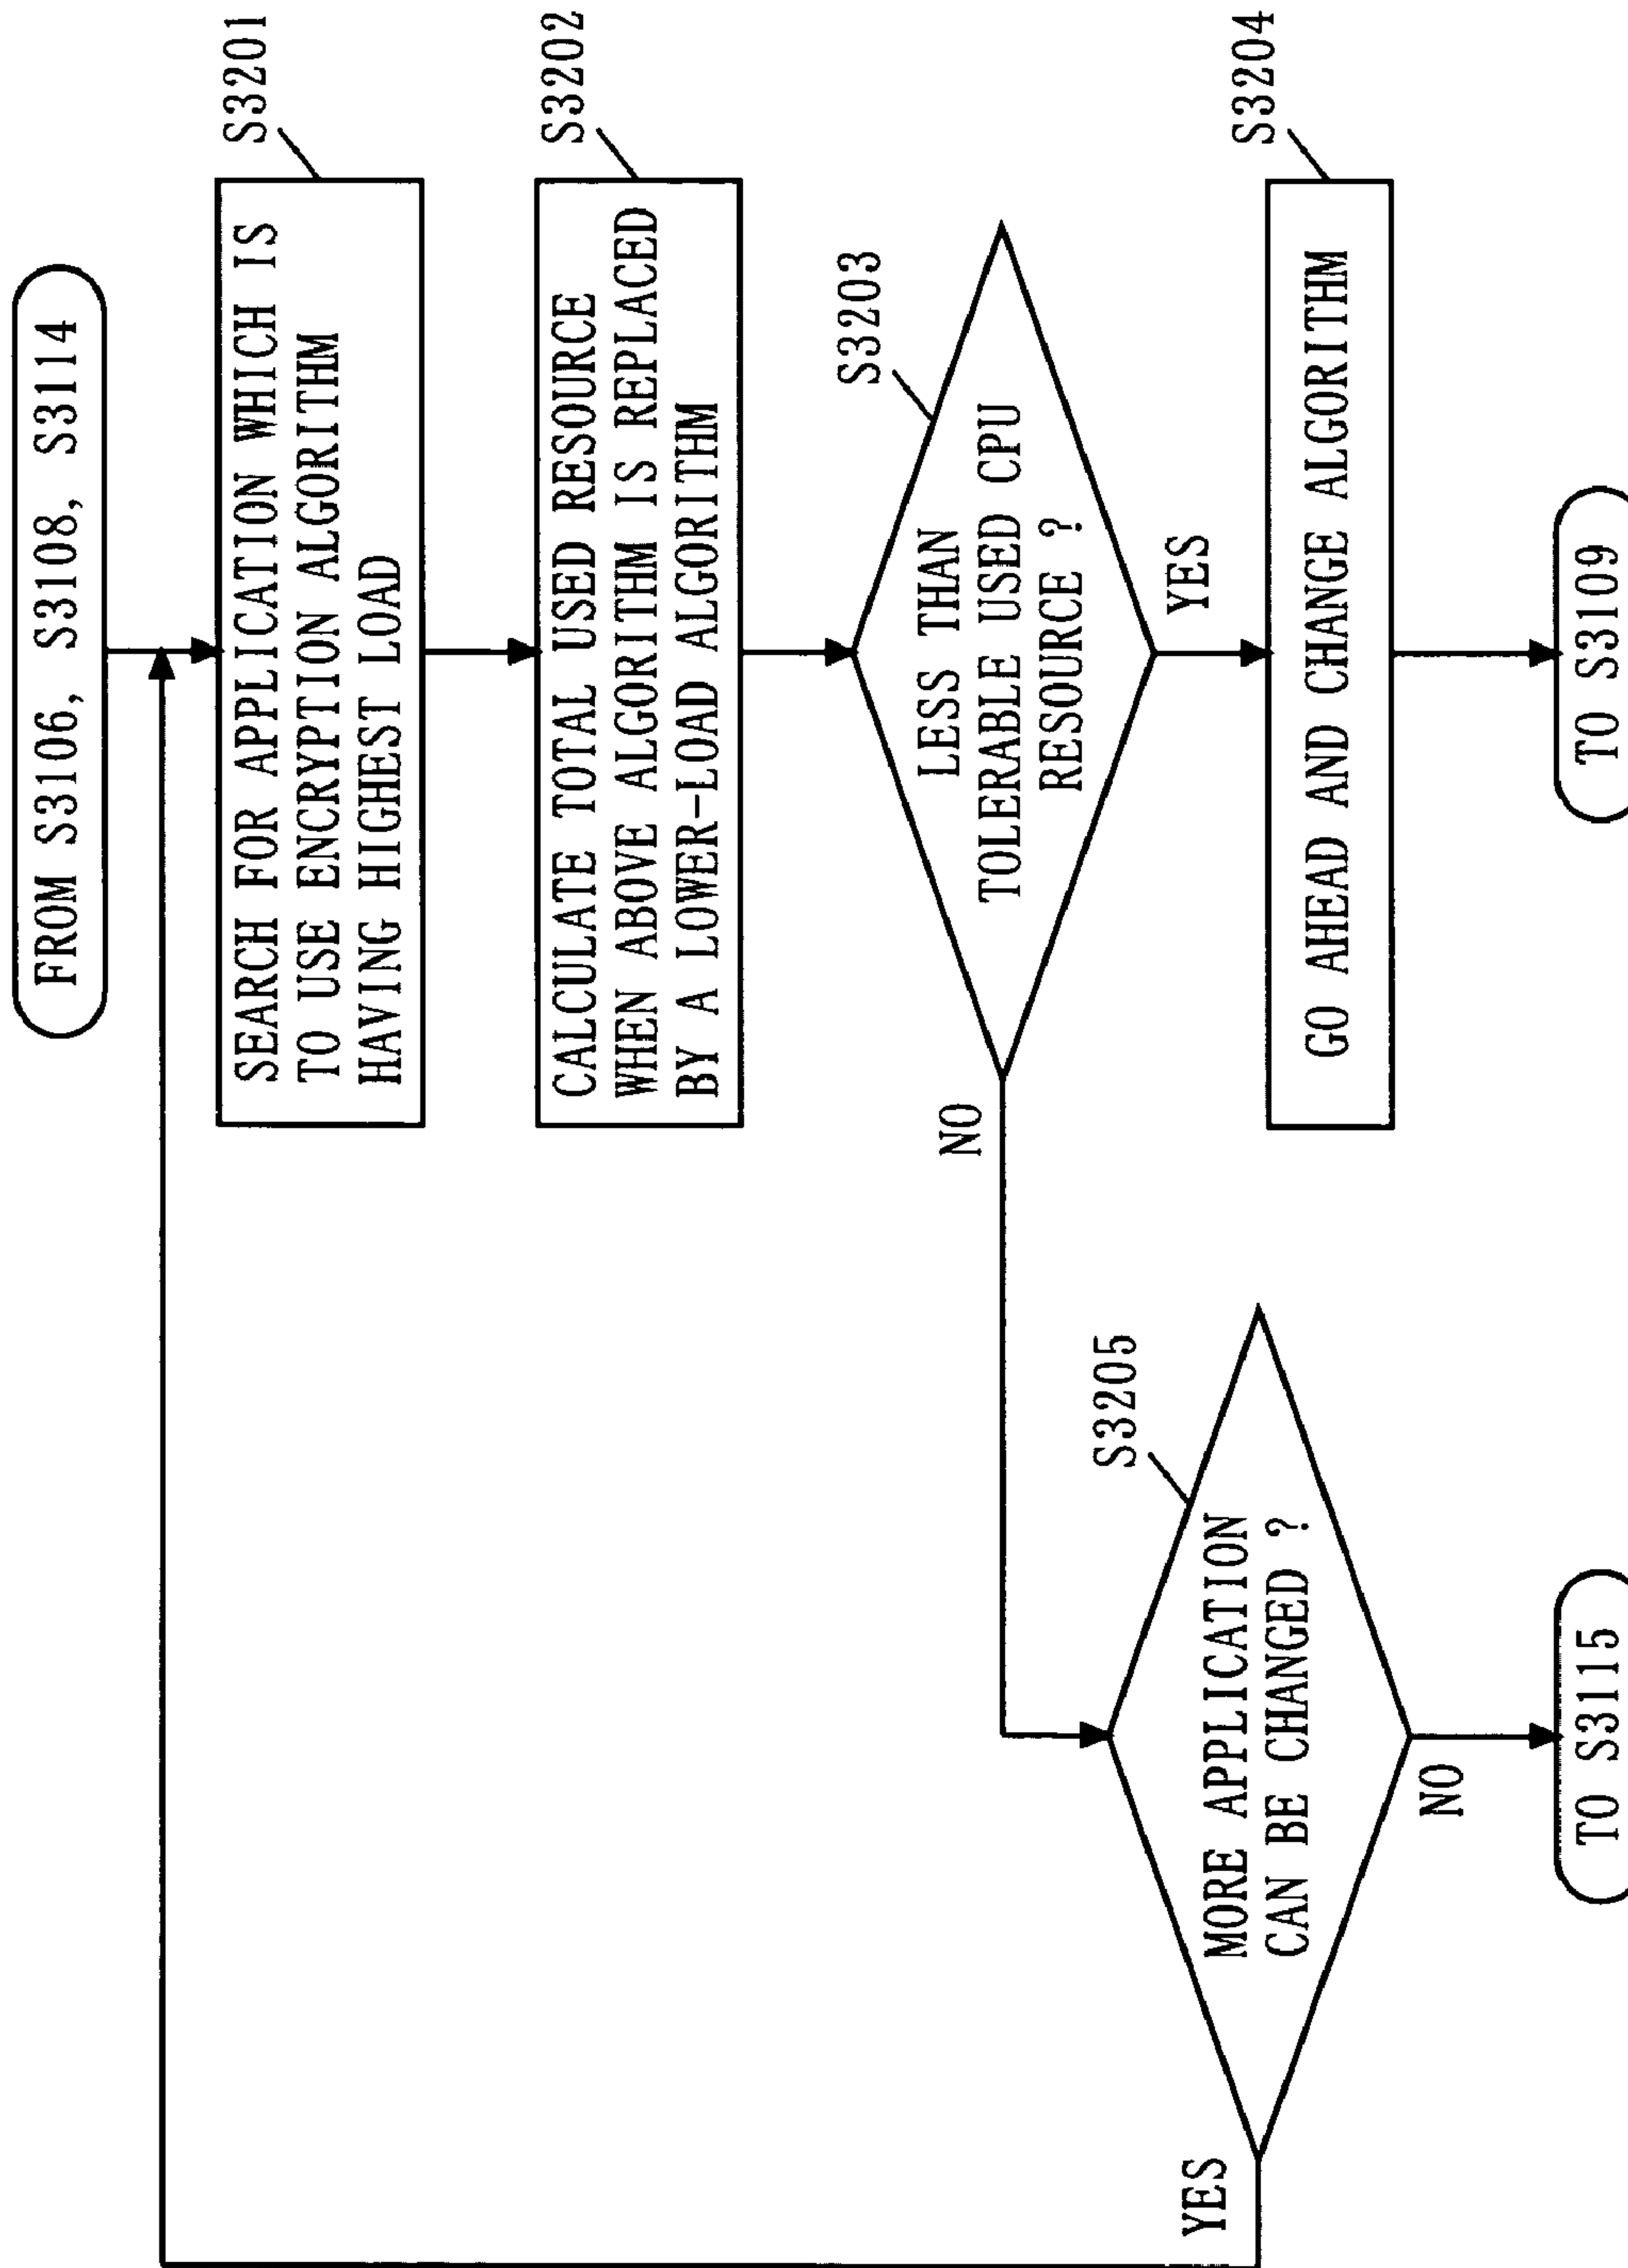 FROM S3106, S3108, S3114
S3201
SEARCH FOR APPLICATION WHICH IS
TO USE ENCRYPTION ALGORITHM
HAVING HIGHEST LOAD
S3202
CALCULATE TOTAL USED RESOURCE
WHEN ABOVE ALGORITHM IS REPLACED
BY A LOWER-LOAD ALGORITHM
S3203
LESS THAN
TOLERABLE USED CPU
RESOURCE ?
NO
YES
S3204
GO AHEAD AND CHANGE ALGORITHM
TO S3109
S3205
MORE APPLICATION
CAN BE CHANGED ?
YES
NO
TO S3115